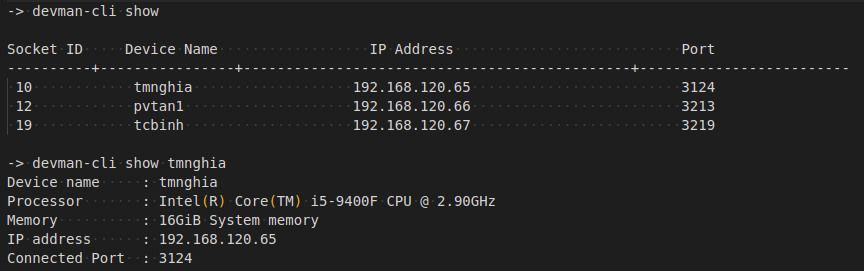 -> devman-cli show
Socket ID Device Name IP Address Port
----------+----------------+----------------------------------------------+-------------------------
10 tmnghia 192.168.120.65 3124
12 pvtan1 192.168.120.66 3213
19 tcbinh 192.168.120.67 3219
-> devman-cli show tmnghia
Device name : tmnghia
Processor : Intel(R) Core(TM) i5-9400F CPU @ 2.90GHz
Memory : 16GiB System memory
IP address : 192.168.120.65
Connected Port : 3124